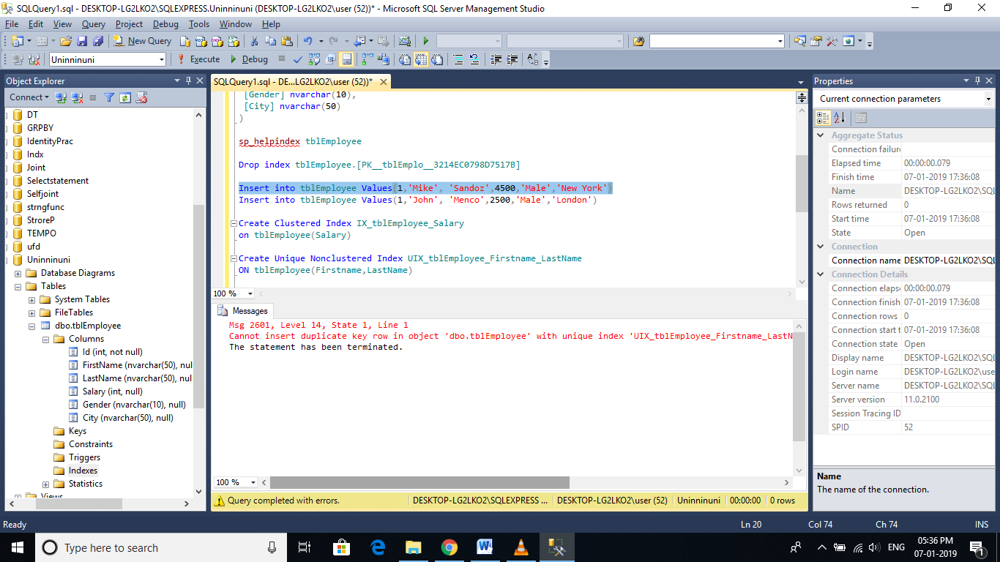 SQLQuery1.sql - DESKTOP-LG2LKO2\SQLEXPRESS.Uninninuni (DESKTOP-LG2LKO2\user (52))* - Microsoft SQL Server Management Studio
File Edit View Query Project Debug Tools Window Help
New Query
Uninninuni Execute Debug
Object Explorer
Connect
DT
GRPBY
IdentityPrac
Indx
Joint
Selectstatement
Selfjoint
strngfunc
StroreP
TEMPO
ufd
Uninninuni
Database Diagrams
Tables
System Tables
FileTables
dbo.tblEmployee
Columns
Id (int, not null)
FirstName (nvarchar(50), nul
LastName (nvarchar(50), nul
Salary (int, null)
Gender (nvarchar(10), null)
City (nvarchar(50), null)
Keys
Constraints
Triggers
Indexes
Statistics
Views
SQLQuery1.sql - DE...LG2LKO2\user (52))*
[Gender] nvarchar(10),
[City] nvarchar(50)
)
sp_helpindex tblEmployee
Drop index tblEmployee.[PK__tblEmplo__3214EC0798D7517B]
Insert into tblEmployee Values(1,'Mike', 'Sandoz',4500,'Male','New York')
Insert into tblEmployee Values(1,'John', 'Menco',2500,'Male','London')
Create Clustered Index IX_tblEmployee_Salary
on tblEmployee(Salary)
Create Unique Nonclustered Index UIX_tblEmployee_Firstname_LastName
ON tblEmployee(Firstname,LastName)
100 %
Messages
Msg 2601, Level 14, State 1, Line 1
Cannot insert duplicate key row in object 'dbo.tblEmployee' with unique index 'UIX_tblEmployee_Firstname_LastN
The statement has been terminated.
100 %
Query completed with errors. DESKTOP-LG2LKO2\SQLEXPRESS ... DESKTOP-LG2LKO2\user (52) Uninninuni 00:00:00 0 rows
Properties
Current connection parameters
Aggregate Status
Connection failure
Elapsed time 00:00:00.079
Finish time 07-01-2019 17:36:08
Name DESKTOP-LG2LKO2\SQL
Rows returned 0
Start time 07-01-2019 17:36:08
State Open
Connection
Connection name DESKTOP-LG2LKO2\SQL
Connection Details
Connection elapse 00:00:00.079
Connection finish 07-01-2019 17:36:08
Connection rows 0
Connection start t 07-01-2019 17:36:08
Connection state Open
Display name DESKTOP-LG2LKO2\SQL
Login name DESKTOP-LG2LKO2\use
Server name DESKTOP-LG2LKO2\SQL
Server version 11.0.2100
Session Tracing ID
SPID 52
Name
The name of the connection.
Ready Ln 20 Col 74 Ch 74 INS
Type here to search
ENG
05:36 PM
07-01-2019
1